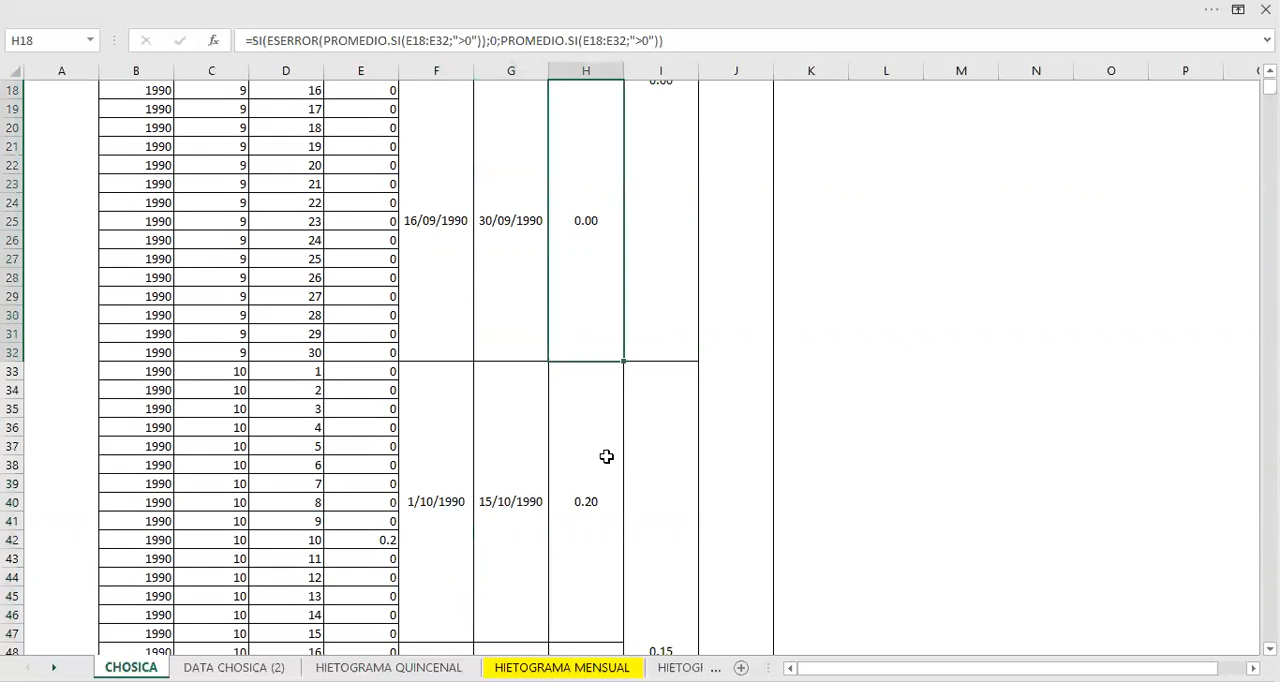 H18 fx =SI(ESERROR(PROMEDIO.SI(E18:E32;">0"));0;PROMEDIO.SI(E18:E32;">0"))
A B C D E F G H I J K L M N O P
18 1990 9 16 0 0.00
19 1990 9 17 0
20 1990 9 18 0
21 1990 9 19 0
22 1990 9 20 0
23 1990 9 21 0
24 1990 9 22 0
25 1990 9 23 0 16/09/1990 30/09/1990 0.00
26 1990 9 24 0
27 1990 9 25 0
28 1990 9 26 0
29 1990 9 27 0
30 1990 9 28 0
31 1990 9 29 0
32 1990 9 30 0
33 1990 10 1 0
34 1990 10 2 0
35 1990 10 3 0
36 1990 10 4 0
37 1990 10 5 0
38 1990 10 6 0
39 1990 10 7 0
40 1990 10 8 0 1/10/1990 15/10/1990 0.20
41 1990 10 9 0
42 1990 10 10 0.2
43 1990 10 11 0
44 1990 10 12 0
45 1990 10 13 0
46 1990 10 14 0
47 1990 10 15 0
48 1990 10 16 0 0.15
CHOSICA DATA CHOSICA (2) HIETOGRAMA QUINCENAL HIETOGRAMA MENSUAL HIETOGR ...